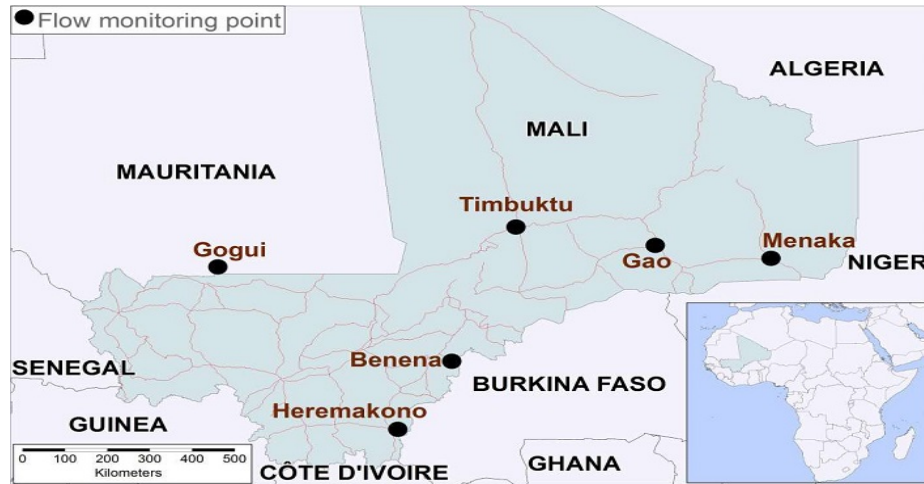 Flow monitoring point
ALGERIA
MALI
MAURITANIA
Timbuktu
Gogui
Gao
Menaka
NIGER
Benena
SENEGAL
BURKINA FASO
Heremakono
GUINEA
0 100 200 300 400 500
Kilometers
CÔTE D'IVOIRE
GHANA